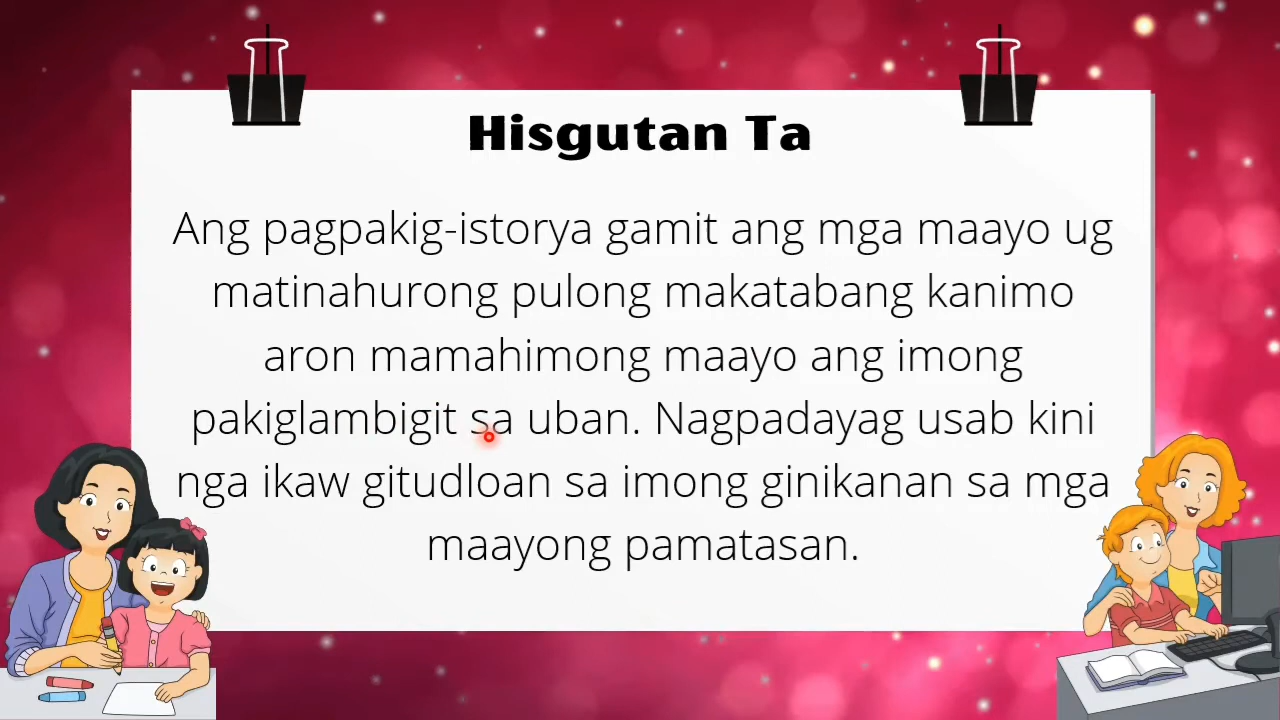 Hisgutan Ta
Ang pagpakig-istorya gamit ang mga maayo ug
matinahurong pulong makatabang kanimo
aron mamahimong maayo ang imong
pakiglambigit sa uban. Nagpadayag usab kini
nga ikaw gitudloan sa imong ginikanan sa mga
maayong pamatasan.